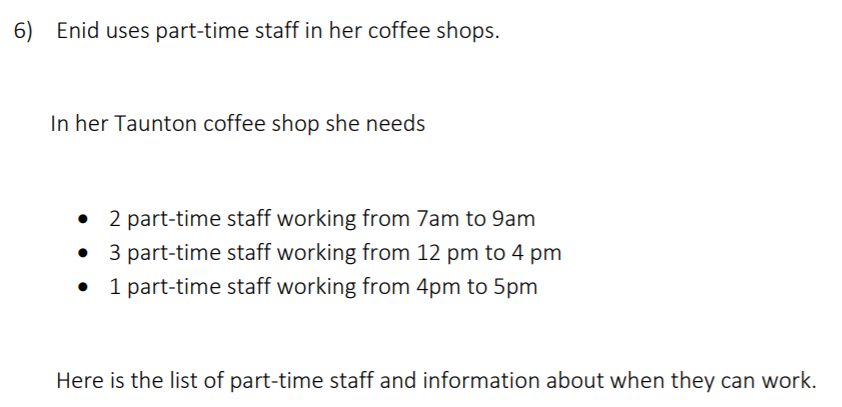 6) Enid uses part-time staff in her coffee shops.
In her Taunton coffee shop she needs
• 2 part-time staff working from 7am to 9am
• 3 part-time staff working from 12 pm to 4 pm
• 1 part-time staff working from 4pm to 5pm
Here is the list of part-time staff and information about when they can work.